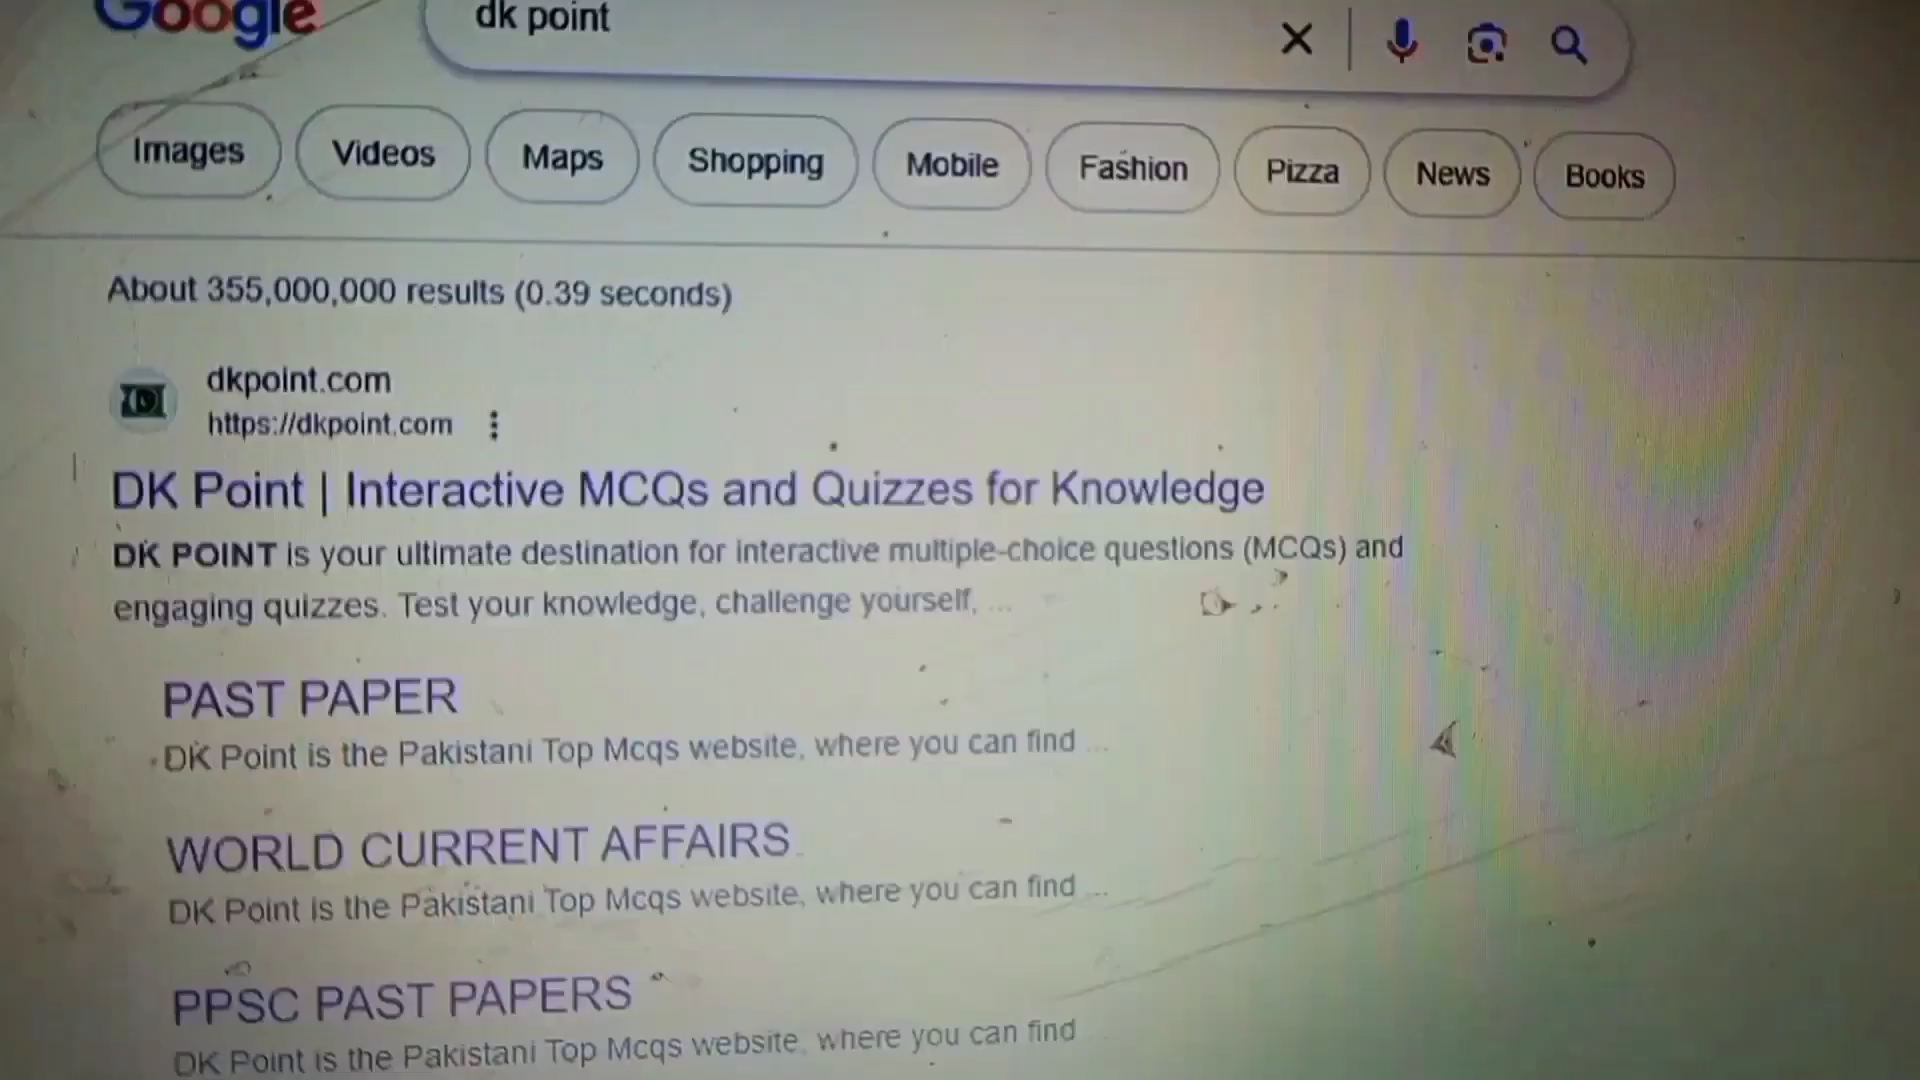 Google
dk point
Images
Videos
Maps
Shopping
Mobile
Fashion
Pizza
News
Books
About 355,000,000 results (0.39 seconds)
dkpoint.com
https://dkpoint.com
DK Point | Interactive MCQs and Quizzes for Knowledge
DK POINT is your ultimate destination for interactive multiple-choice questions (MCQs) and
engaging quizzes. Test your knowledge, challenge yourself, ...
PAST PAPER
DK Point is the Pakistani Top Mcqs website, where you can find ...
WORLD CURRENT AFFAIRS
DK Point is the Pakistani Top Mcqs website, where you can find ...
PPSC PAST PAPERS
DK Point is the Pakistani Top Mcqs website, where you can find